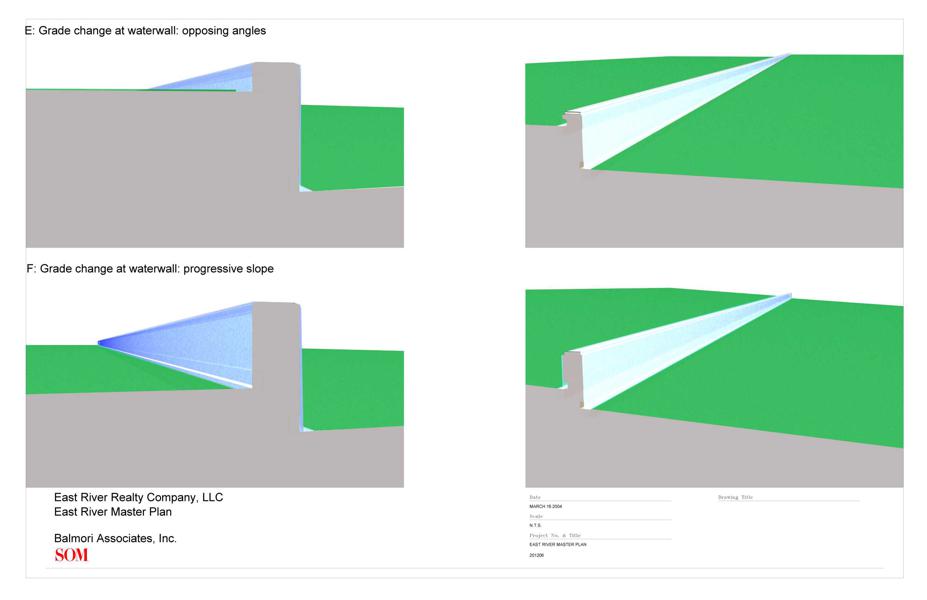 E: Grade change at waterwall: opposing angles
F: Grade change at waterwall: progressive slope
East River Realty Company, LLC
East River Master Plan
Balmori Associates, Inc.
SOM
Date
MARCH 16 2004
Scale
N.T.S.
Project No. & Title
EAST RIVER MASTER PLAN
201206
Drawing Title